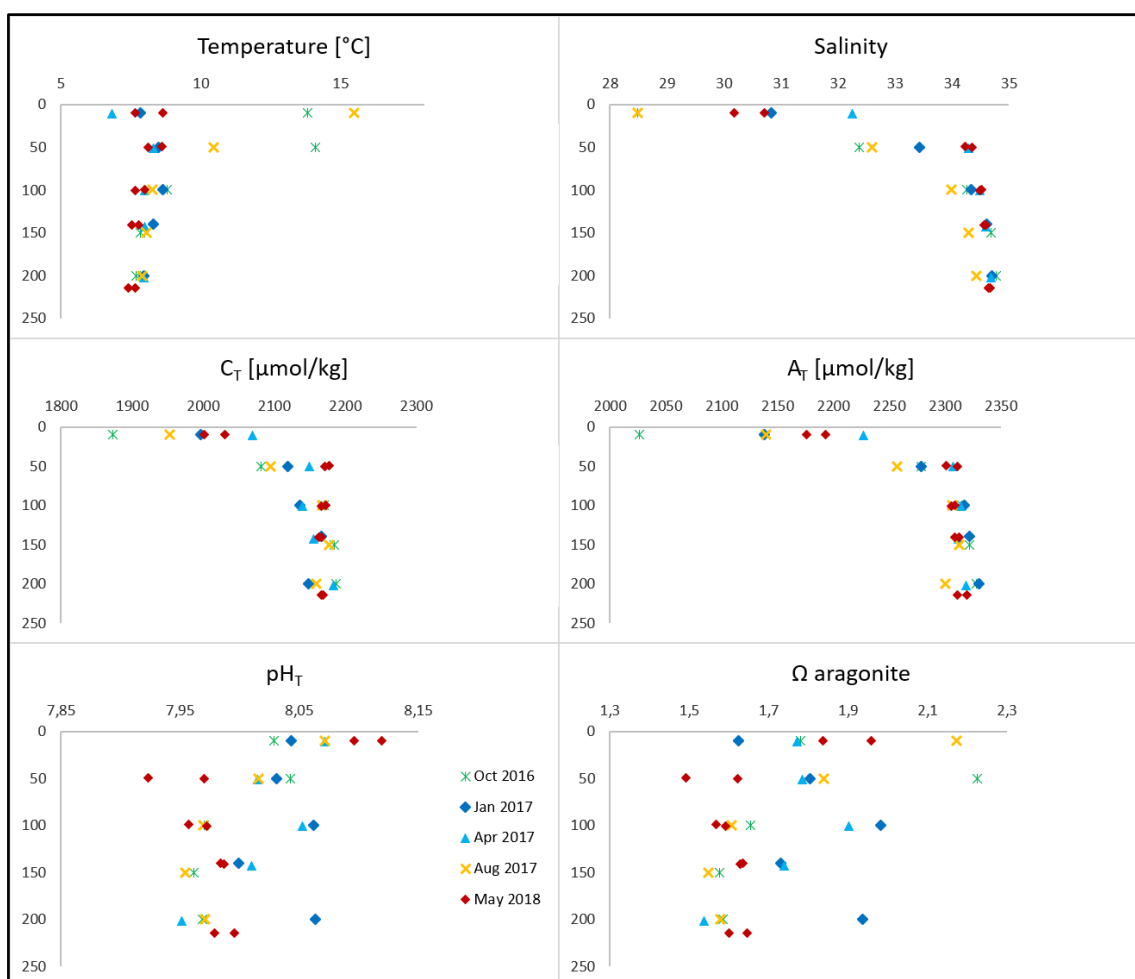 Temperature [°C]
5 10 15
0
50
100
150
200
250
Salinity
28 29 30 31 32 33 34 35
0
50
100
150
200
250
C_T [µmol/kg]
1800 1900 2000 2100 2200 2300
0
50
100
150
200
250
A_T [µmol/kg]
2000 2050 2100 2150 2200 2250 2300 2350
0
50
100
150
200
250
pH_T
7,85 7,95 8,05 8,15
0
50
100
150
200
250
Oct 2016
Jan 2017
Apr 2017
Aug 2017
May 2018
Ω aragonite
1,3 1,5 1,7 1,9 2,1 2,3
0
50
100
150
200
250